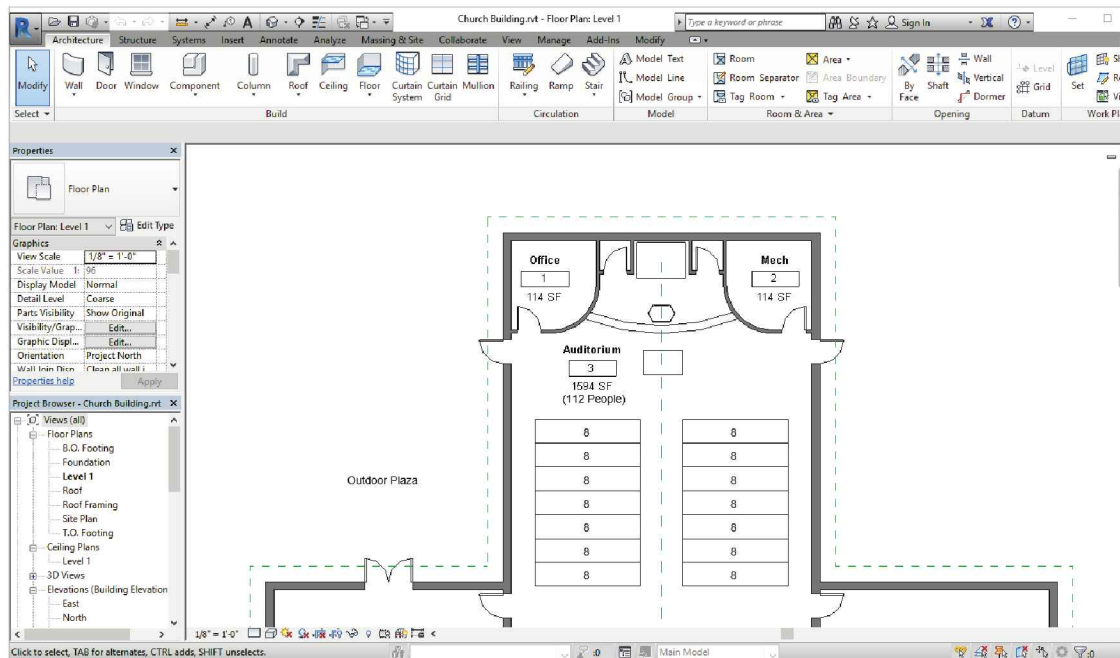 Church Building.rvt - Floor Plan: Level 1
Type a keyword or phrase
Sign In
Architecture Structure Systems Insert Annotate Analyze Massing & Site Collaborate View Manage Add-Ins Modify
Modify
Wall Door Window Component Column Roof Ceiling Floor Curtain System Curtain Grid Mullion
Railing Ramp Stair
Model Text
Model Line
Model Group
Room
Room Separator
Tag Room
Area
Area Boundary
Tag Area
By Face
Shaft
Wall
Vertical
Dormer
Level
Grid
Set
Select Build Circulation Model Room & Area Opening Datum Work Pl
Properties
Floor Plan
Floor Plan: Level 1 Edit Type
Graphics
View Scale 1/8" = 1'-0"
Scale Value 1: 96
Display Model Normal
Detail Level Coarse
Parts Visibility Show Original
Visibility/Grap... Edit...
Graphic Displ... Edit...
Orientation Project North
Wall Join Disp Clean all wall j
Properties help Apply
Project Browser - Church Building.rvt
Views (all)
Floor Plans
B.O. Footing
Foundation
Level 1
Roof
Roof Framing
Site Plan
T.O. Footing
Ceiling Plans
Level 1
3D Views
Elevations (Building Elevation
East
North
Office
1
114 SF
Mech
2
114 SF
Auditorium
3
1594 SF
(112 People)
8 8
8 8
8 8
8 8
8 8
8 8
8 8
Outdoor Plaza
1/8" = 1'-0"
Click to select, TAB for alternates, CTRL adds, SHIFT unselects.
:0
Main Model
:0